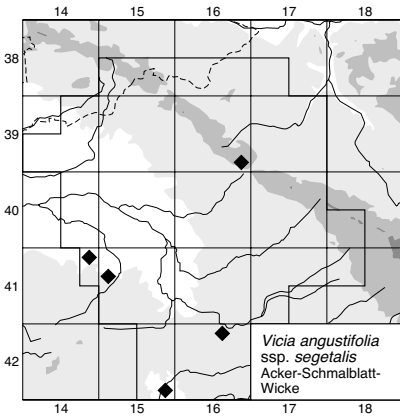 14 15 16 17 18
38
39
40
41
42
Vicia angustifolia
ssp. segetalis
Acker-Schmalblatt-
Wicke
14 15 16 17 18